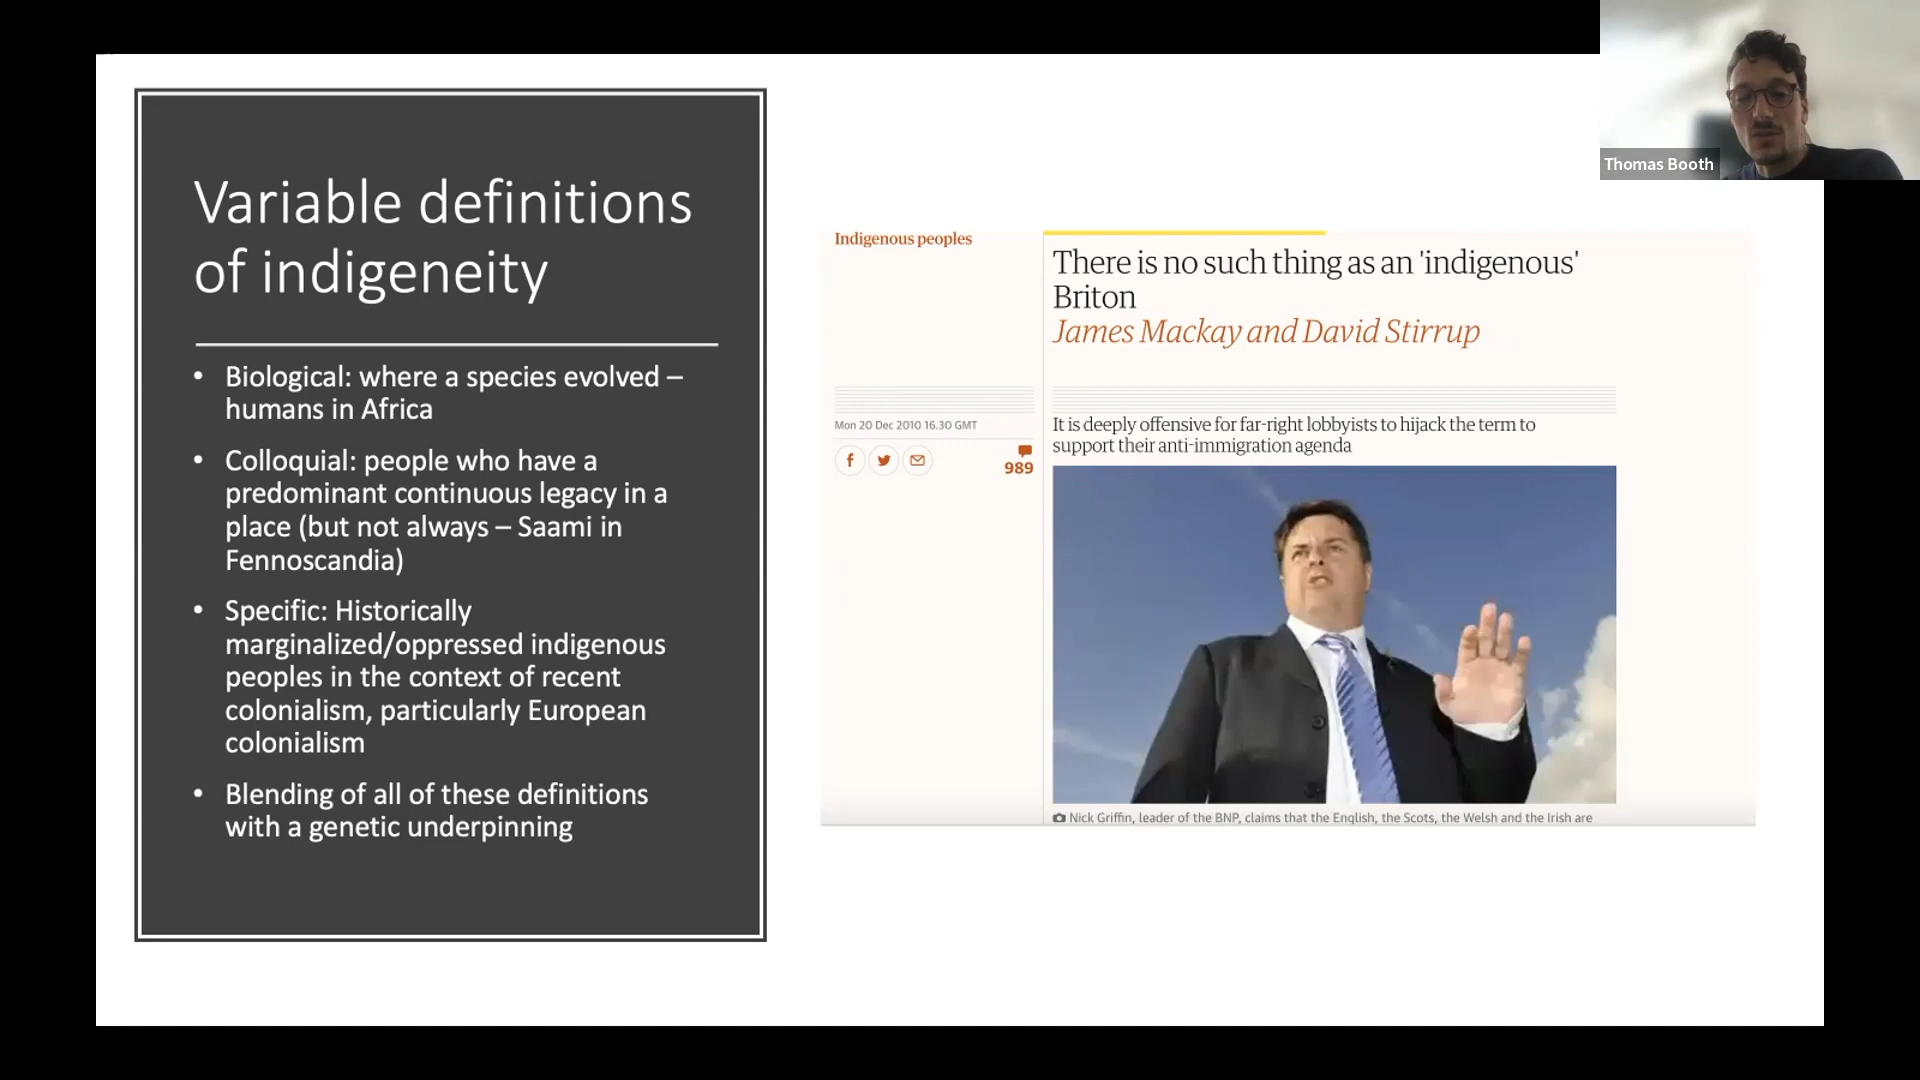 Thomas Booth
Variable definitions
of indigeneity
• Biological: where a species evolved –
humans in Africa
• Colloquial: people who have a
predominant continuous legacy in a
place (but not always – Saami in
Fennoscandia)
• Specific: Historically
marginalized/oppressed indigenous
peoples in the context of recent
colonialism, particularly European
colonialism
• Blending of all of these definitions
with a genetic underpinning
Indigenous peoples
There is no such thing as an 'indigenous'
Briton
James Mackay and David Stirrup
Mon 20 Dec 2010 16.30 GMT
989
It is deeply offensive for far-right lobbyists to hijack the term to
support their anti-immigration agenda
Nick Griffin, leader of the BNP, claims that the English, the Scots, the Welsh and the Irish are